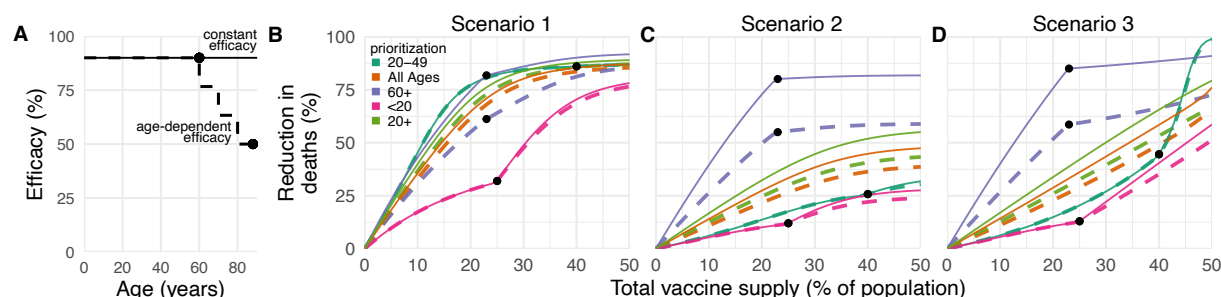 A
Efficacy (%)
100
75
50
25
0
constant
efficacy
age-dependent
efficacy
0 20 40 60 80
Age (years)
B
Scenario 1
Reduction in
deaths (%)
100
75
50
25
0
prioritization
20–49
All Ages
60+
<20
20+
0 10 20 30 40 50
C
Scenario 2
0 10 20 30 40 50
D
Scenario 3
0 10 20 30 40 50
Total vaccine supply (% of population)